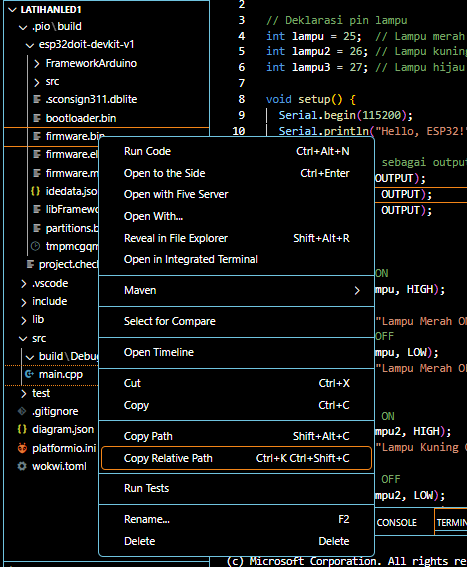 LATIHANLED1
.pio\build
esp32doit-devkit-v1
FrameworkArduino
src
.sconsign311.dblite
bootloader.bin
firmware.bin
firmware.el
firmware.m
idedata.jso
libFramewo
partitions.b
tmpmcgqm
project.check
.vscode
include
lib
src
build\Debug
main.cpp
test
.gitignore
diagram.json
platformio.ini
wokwi.toml
2
3 // Deklarasi pin lampu
4 int lampu = 25; // Lampu merah
5 int lampu2 = 26; // Lampu kuning
6 int lampu3 = 27; // Lampu hijau
7
8 void setup() {
9 Serial.begin(115200);
10 Serial.println("Hello, ESP32!"
sebagai output
OUTPUT);
OUTPUT);
OUTPUT);
ON
mpu, HIGH);
"Lampu Merah ON
OFF
mpu, LOW);
"Lampu Merah ON
ON
mpu2, HIGH);
"Lampu Kuning O
OFF
mpu2, LOW);
Run Code Ctrl+Alt+N
Open to the Side Ctrl+Enter
Open with Five Server
Open With...
Reveal in File Explorer Shift+Alt+R
Open in Integrated Terminal
Maven
Select for Compare
Open Timeline
Cut Ctrl+X
Copy Ctrl+C
Copy Path Shift+Alt+C
Copy Relative Path Ctrl+K Ctrl+Shift+C
Run Tests
Rename... F2
Delete Delete
CONSOLE TERMIN
(c) Microsoft Corporation. All rights re